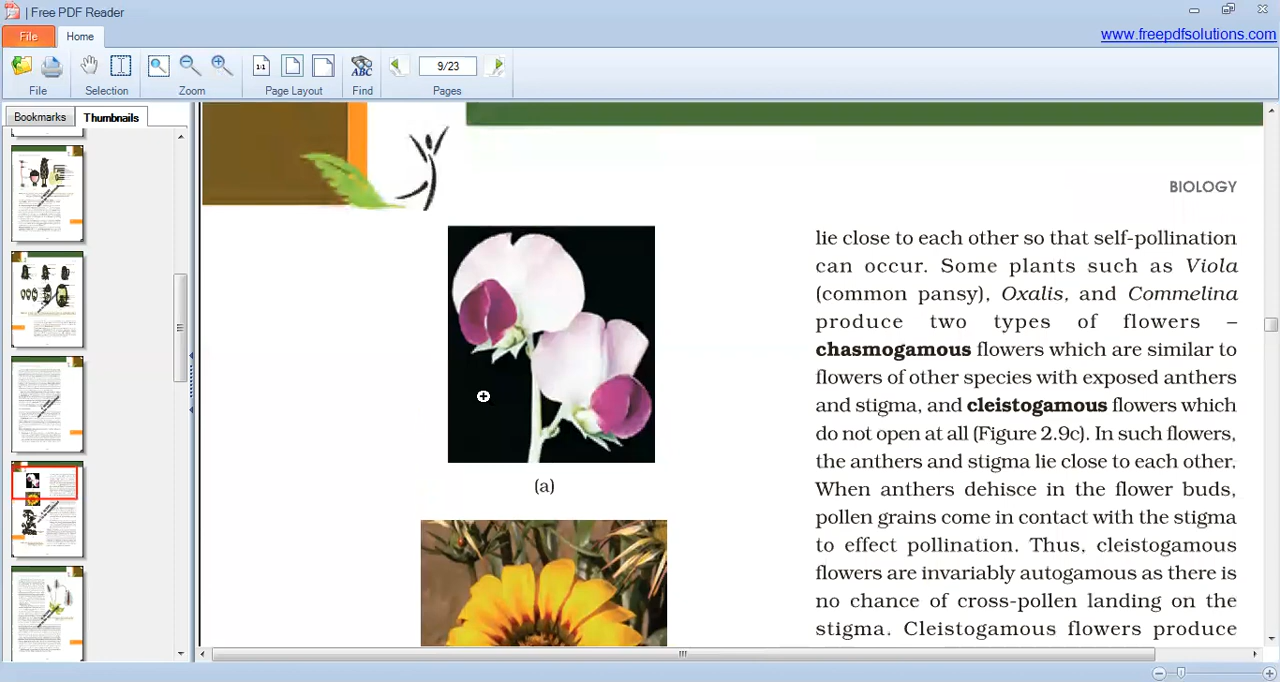 | Free PDF Reader
File
Home
www.freepdfsolutions.com
1:1
ABC
9/23
File
Selection
Zoom
Page Layout
Find
Pages
Bookmarks
Thumbnails
BIOLOGY
(a)
lie close to each other so that self-pollination
can occur. Some plants such as Viola
(common pansy), Oxalis, and Commelina
produce two types of flowers –
chasmogamous flowers which are similar to
flowers of other species with exposed anthers
and stigma, and cleistogamous flowers which
do not open at all (Figure 2.9c). In such flowers,
the anthers and stigma lie close to each other.
When anthers dehisce in the flower buds,
pollen grains come in contact with the stigma
to effect pollination. Thus, cleistogamous
flowers are invariably autogamous as there is
no chance of cross-pollen landing on the
stigma. Cleistogamous flowers produce